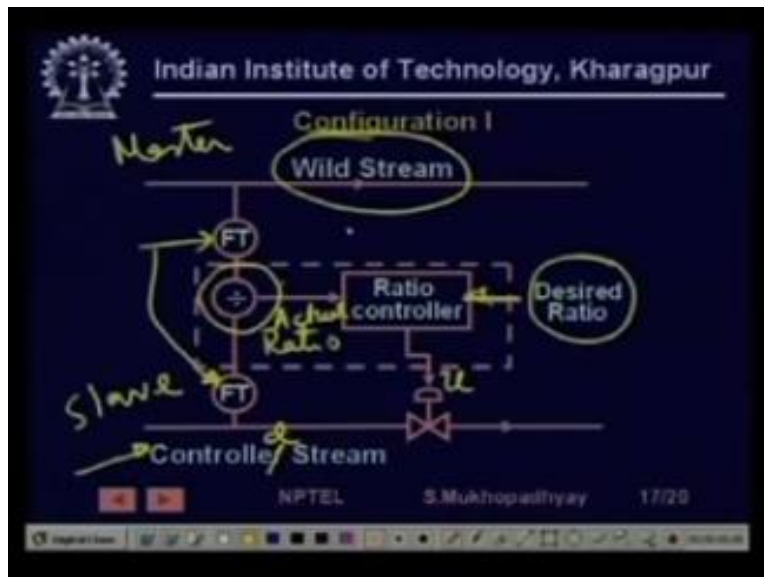 Indian Institute of Technology, Kharagpur
Configuration I
Master
Wild Stream
FT
÷
Actual
Ratio
Ratio
controller
Desired
Ratio
Slave
FT
u
Controlled Stream
NPTEL S.Mukhopadhyay 17/20